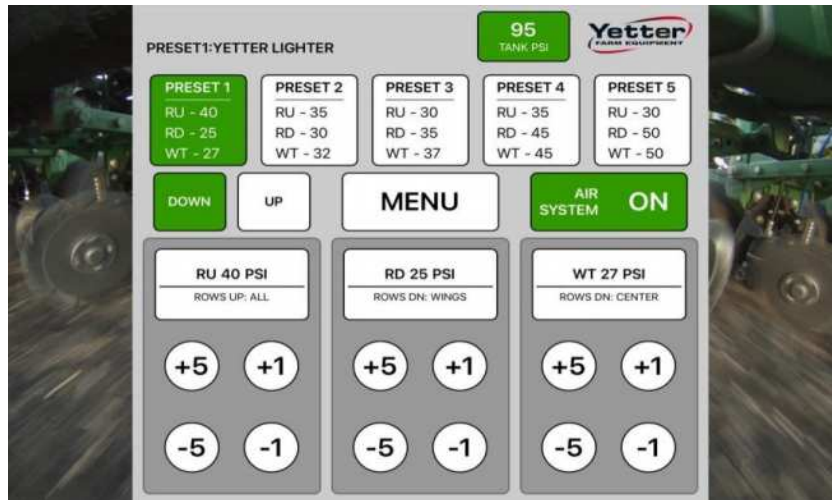 PRESET1:YETTER LIGHTER
95
TANK PSI
Yetter
FARM EQUIPMENT
PRESET 1
RU - 40
RD - 25
WT - 27
PRESET 2
RU - 35
RD - 30
WT - 32
PRESET 3
RU - 30
RD - 35
WT - 37
PRESET 4
RU - 35
RD - 45
WT - 45
PRESET 5
RU - 30
RD - 50
WT - 50
DOWN
UP
MENU
AIR
SYSTEM
ON
RU 40 PSI
ROWS UP: ALL
RD 25 PSI
ROWS DN: WINGS
WT 27 PSI
ROWS DN: CENTER
+5 +1
-5 -1
+5 +1
-5 -1
+5 +1
-5 -1